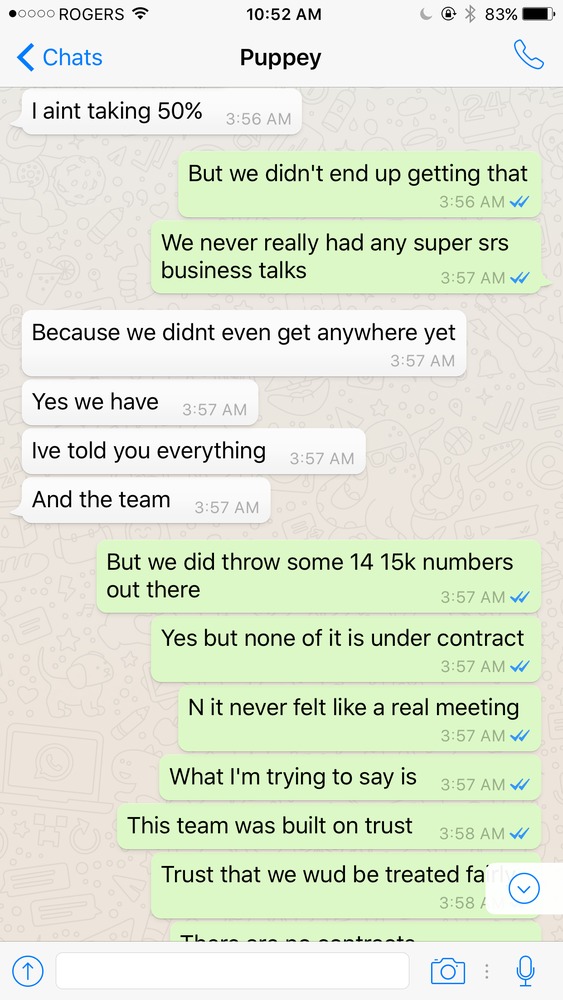 ROGERS 10:52 AM 83%
Chats Puppey
I aint taking 50% 3:56 AM
But we didn't end up getting that
3:56 AM
We never really had any super srs
business talks 3:57 AM
Because we didnt even get anywhere yet
3:57 AM
Yes we have 3:57 AM
Ive told you everything 3:57 AM
And the team 3:57 AM
But we did throw some 14 15k numbers
out there 3:57 AM
Yes but none of it is under contract
3:57 AM
N it never felt like a real meeting
3:57 AM
What I'm trying to say is 3:57 AM
This team was built on trust 3:58 AM
Trust that we wud be treated fairly
3:58 A
There are no contracts